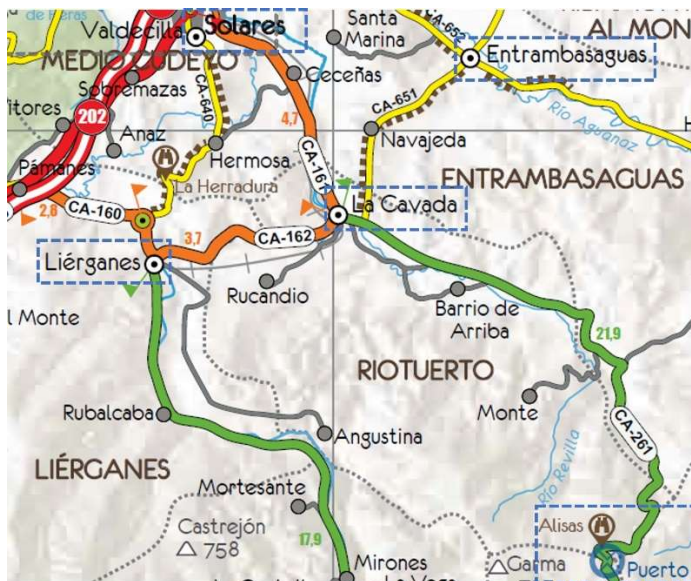 de Heras
Valdecilla
Solares
Santa
Marina
CA-652
AL MON
MEDIO CUDEYO
Entrambasaguas
Ceceñas
Sobremazas
CA-640
CA-651
Río Aguanaz
Vitores
202
4,7
Anaz
Navajeda
H
Hermosa
Pámanes
La Herradura
CA-161
ENTRAMBASAGUAS
2,6
CA-160
La Cavada
3,7
CA-162
Liérganes
Rucandio
Barrio de
Arriba
l Monte
21,9
RIOTUERTO
Monte
Rubalcaba
CA-261
Angustina
LIÉRGANES
Río Revilla
Mortesante
Alisas
Castrejón
758
17,9
Garma
Puerto
Mirones